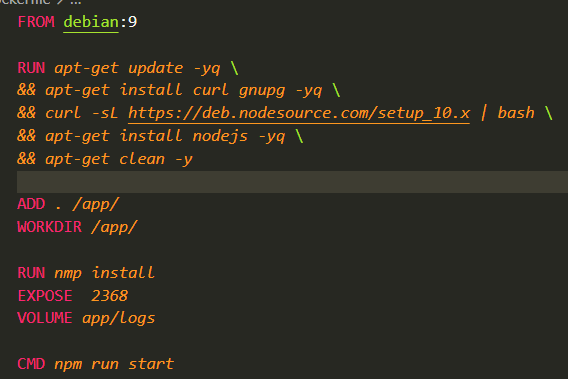 FROM debian:9
RUN apt-get update -yq \
&& apt-get install curl gnupg -yq \
&& curl -sL https://deb.nodesource.com/setup_10.x | bash \
&& apt-get install nodejs -yq \
&& apt-get clean -y
ADD . /app/
WORKDIR /app/
RUN nmp install
EXPOSE  2368
VOLUME app/logs
CMD npm run start